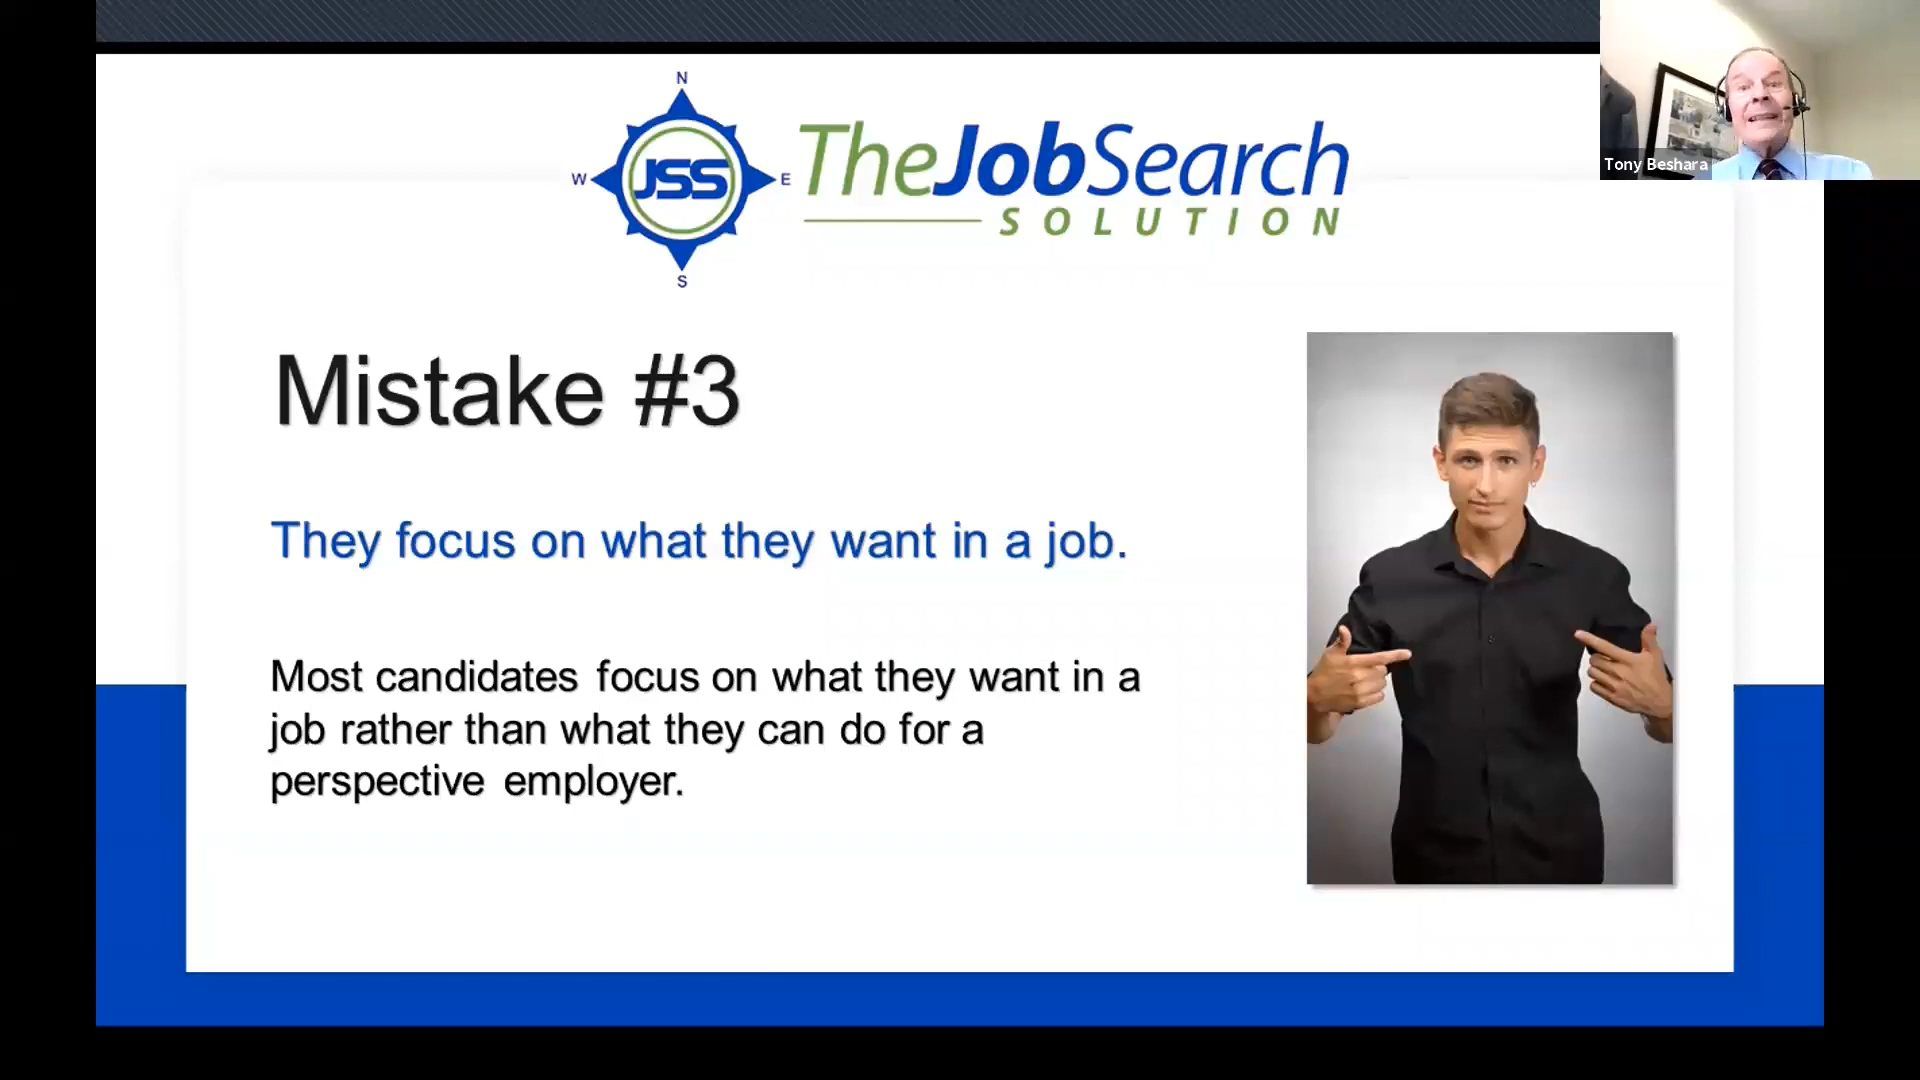 N
W
JSS
E
TheJobSearch
SOLUTION
S
Tony Beshara
Mistake #3
They focus on what they want in a job.
Most candidates focus on what they want in a
job rather than what they can do for a
perspective employer.